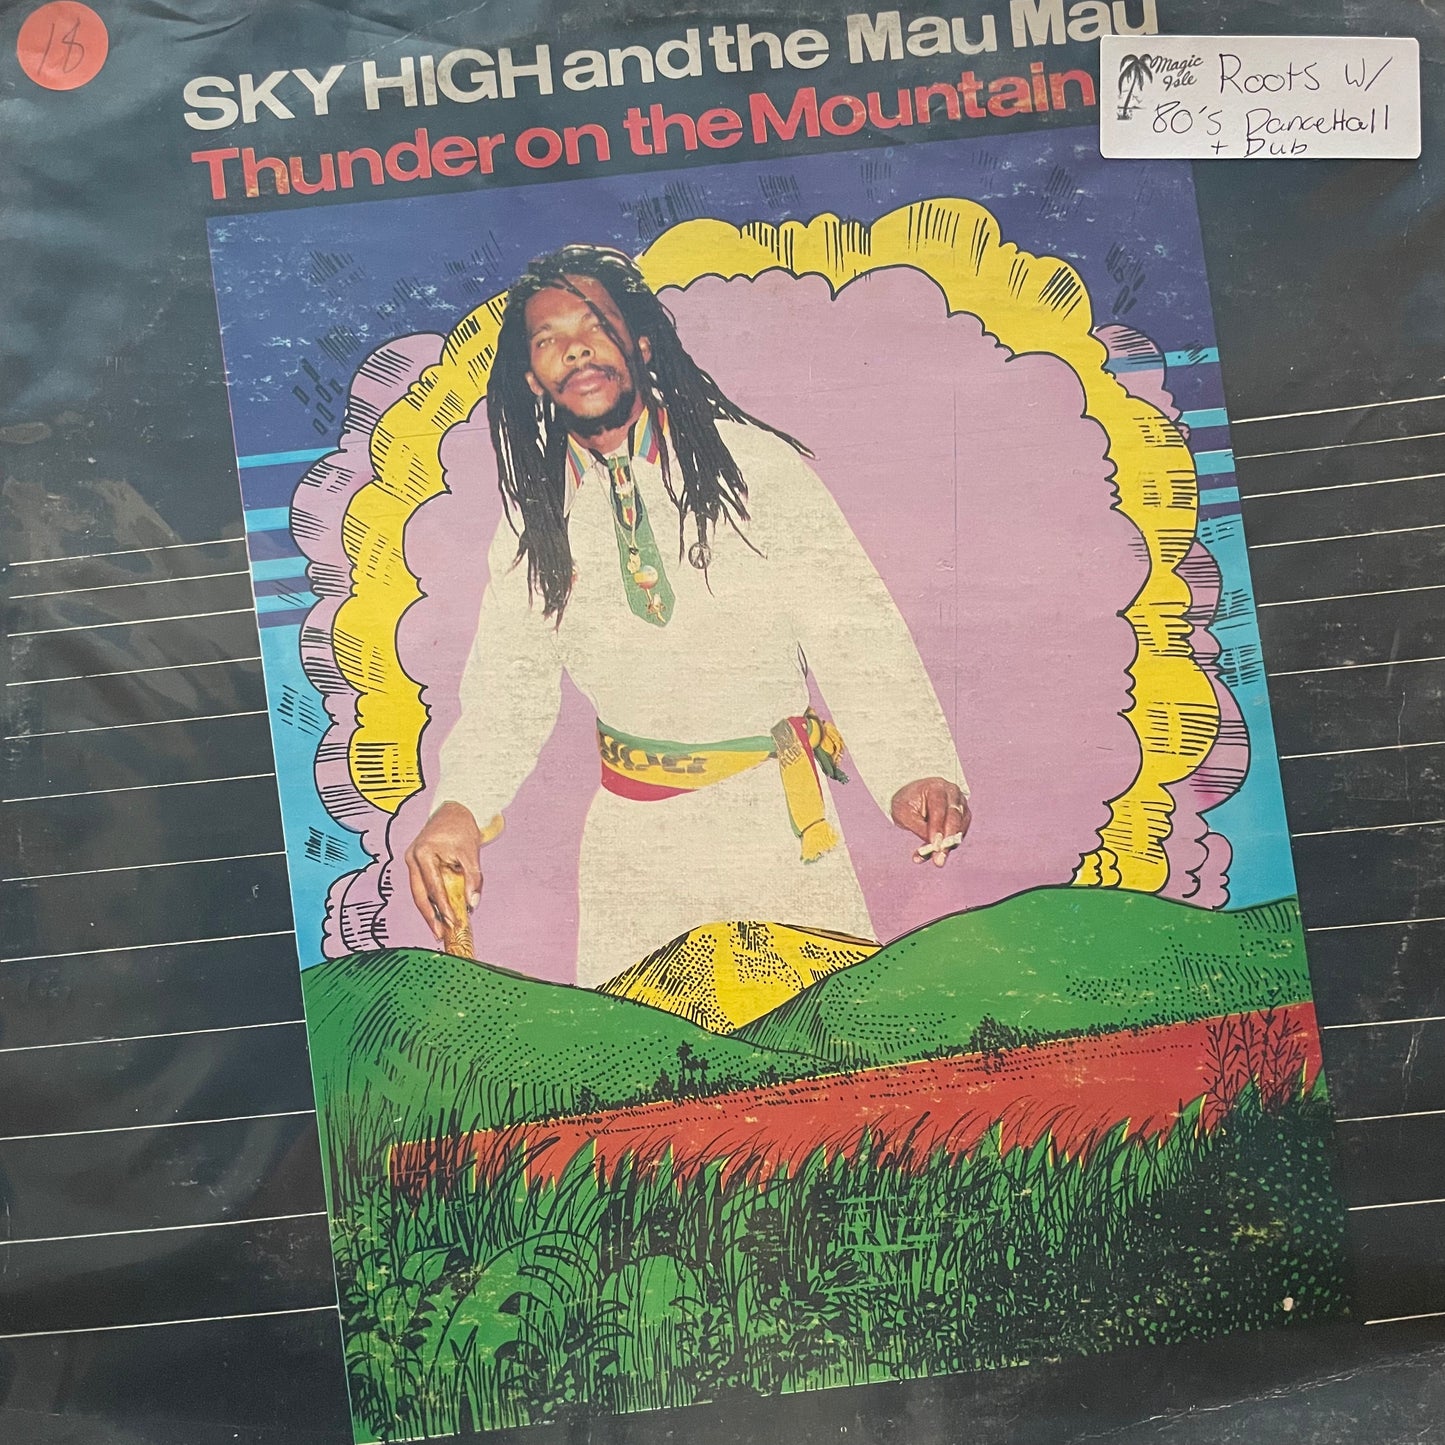 18
SKY HIGH and the Mau Mau
Thunder on the Mountain
Magic
Isle
Roots w/
80's DanceHall
+ Dub